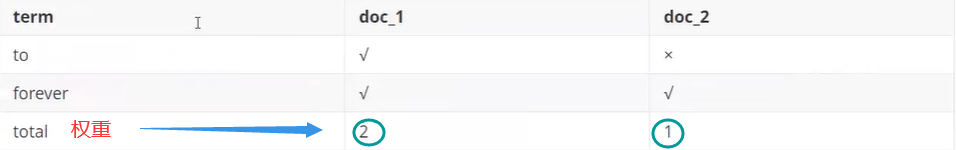 term doc_1 doc_2
to √ ×
forever √ √
total 权重 2 1